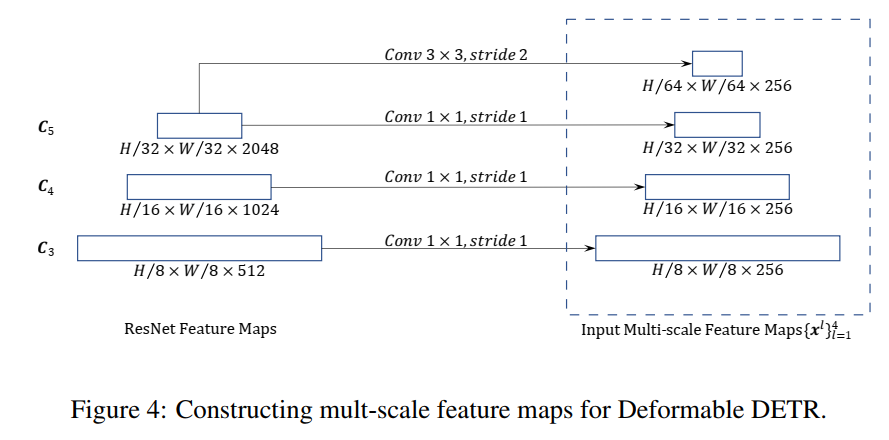 Conv 3 × 3, stride 2
H/64 × W/64 × 256
C₅
Conv 1 × 1, stride 1
H/32 × W/32 × 2048
H/32 × W/32 × 256
C₄
Conv 1 × 1, stride 1
H/16 × W/16 × 1024
H/16 × W/16 × 256
C₃
Conv 1 × 1, stride 1
H/8 × W/8 × 512
H/8 × W/8 × 256
ResNet Feature Maps
Input Multi-scale Feature Maps{xˡ}⁴ₗ₌₁
Figure 4: Constructing mult-scale feature maps for Deformable DETR.